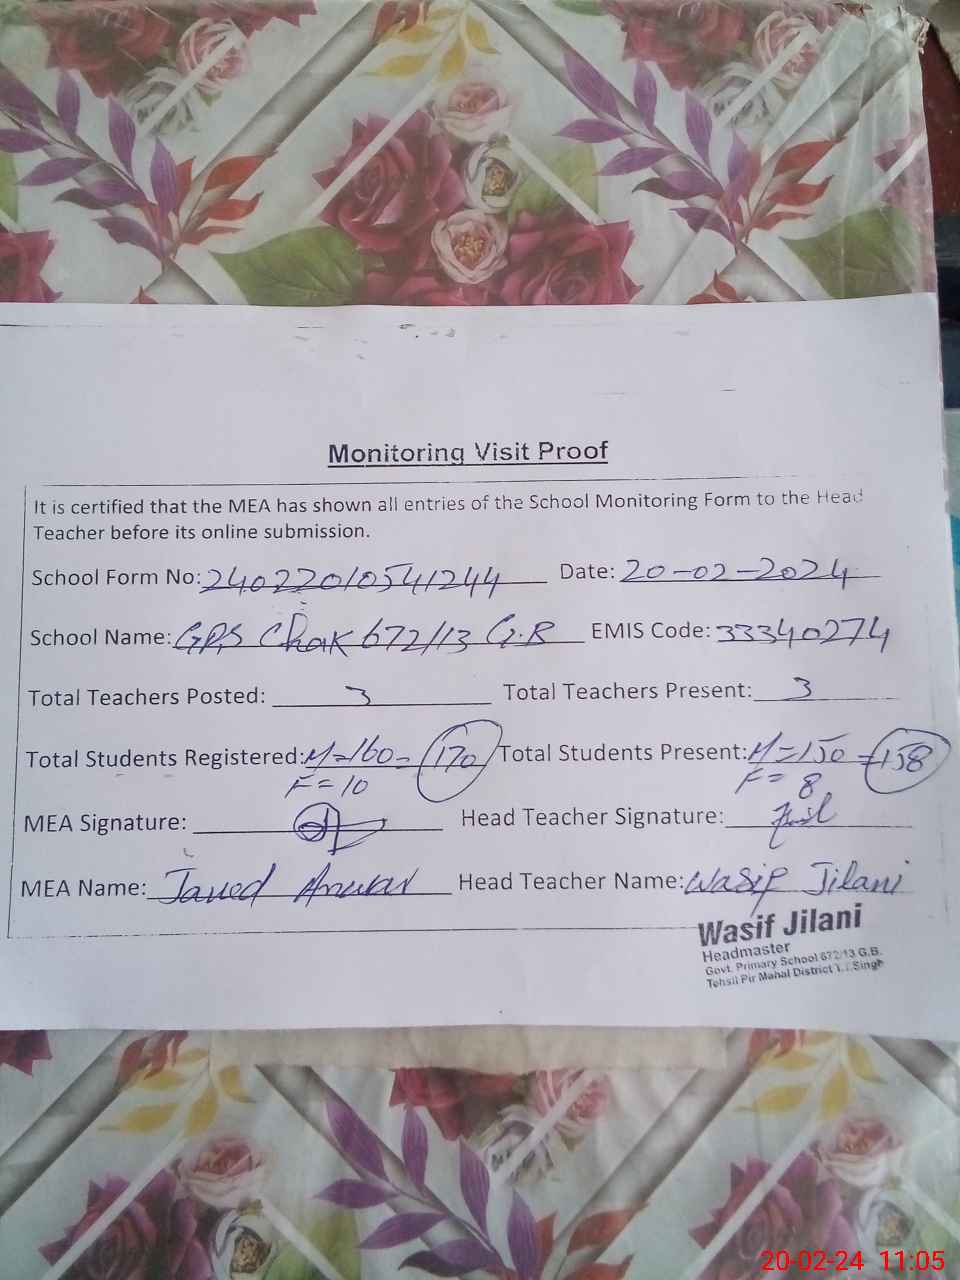 Monitoring Visit Proof
It is certified that the MEA has shown all entries of the School Monitoring Form to the Head
Teacher before its online submission.
School Form No: 24022010541244 Date: 20-02-2024
School Name: GPS Chak 672/13 G.B EMIS Code: 33340274
Total Teachers Posted: 3 Total Teachers Present: 3
Total Students Registered: M=160= 170 Total Students Present: M=150 =158
F=10 F= 8
MEA Signature: Head Teacher Signature:
MEA Name: Javed Anwar Head Teacher Name: Wasif Jilani
Wasif Jilani
Headmaster
Govt. Primary School 672/13 G.B.
Tehsil Pir Mahal District T.T.Singh
20-02-24 11:05